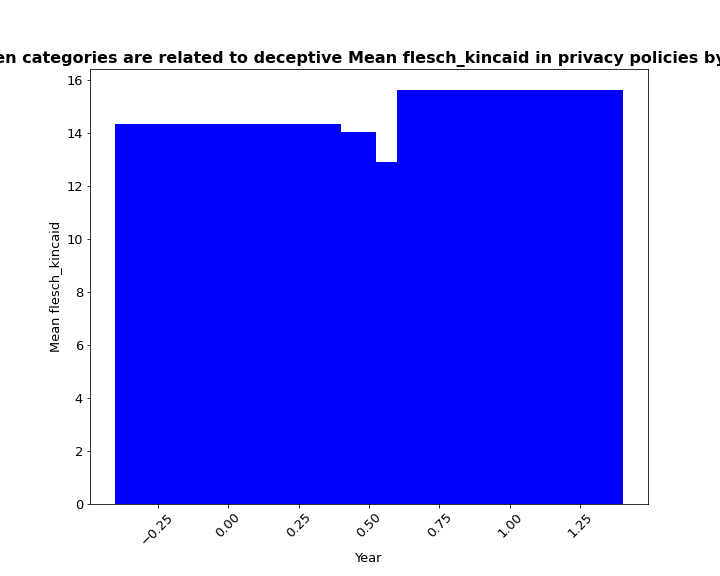 en categories are related to deceptive Mean flesch_kincaid in privacy policies by
16
14
12
10
8
6
4
2
0
Mean flesch_kincaid
−0.25 0.00 0.25 0.50 0.75 1.00 1.25
Year